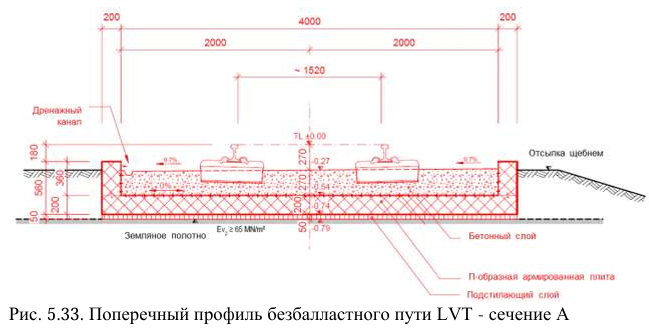 200 4000 200
2000 2000
~ 1520
Дренажный
канал
TL ±0.00
180
270
0.7%
0.7%
-0.27
Отсыпка щебнем
560
360
270
0%
-0.54
200
200
-0.74
50
50
-0.79
Земляное полотно
Ev₂ ≥ 65 MN/m²
Бетонный слой
П-образная армированная плита
Подстилающий слой
Рис. 5.33. Поперечный профиль безбалластного пути LVT - сечение А